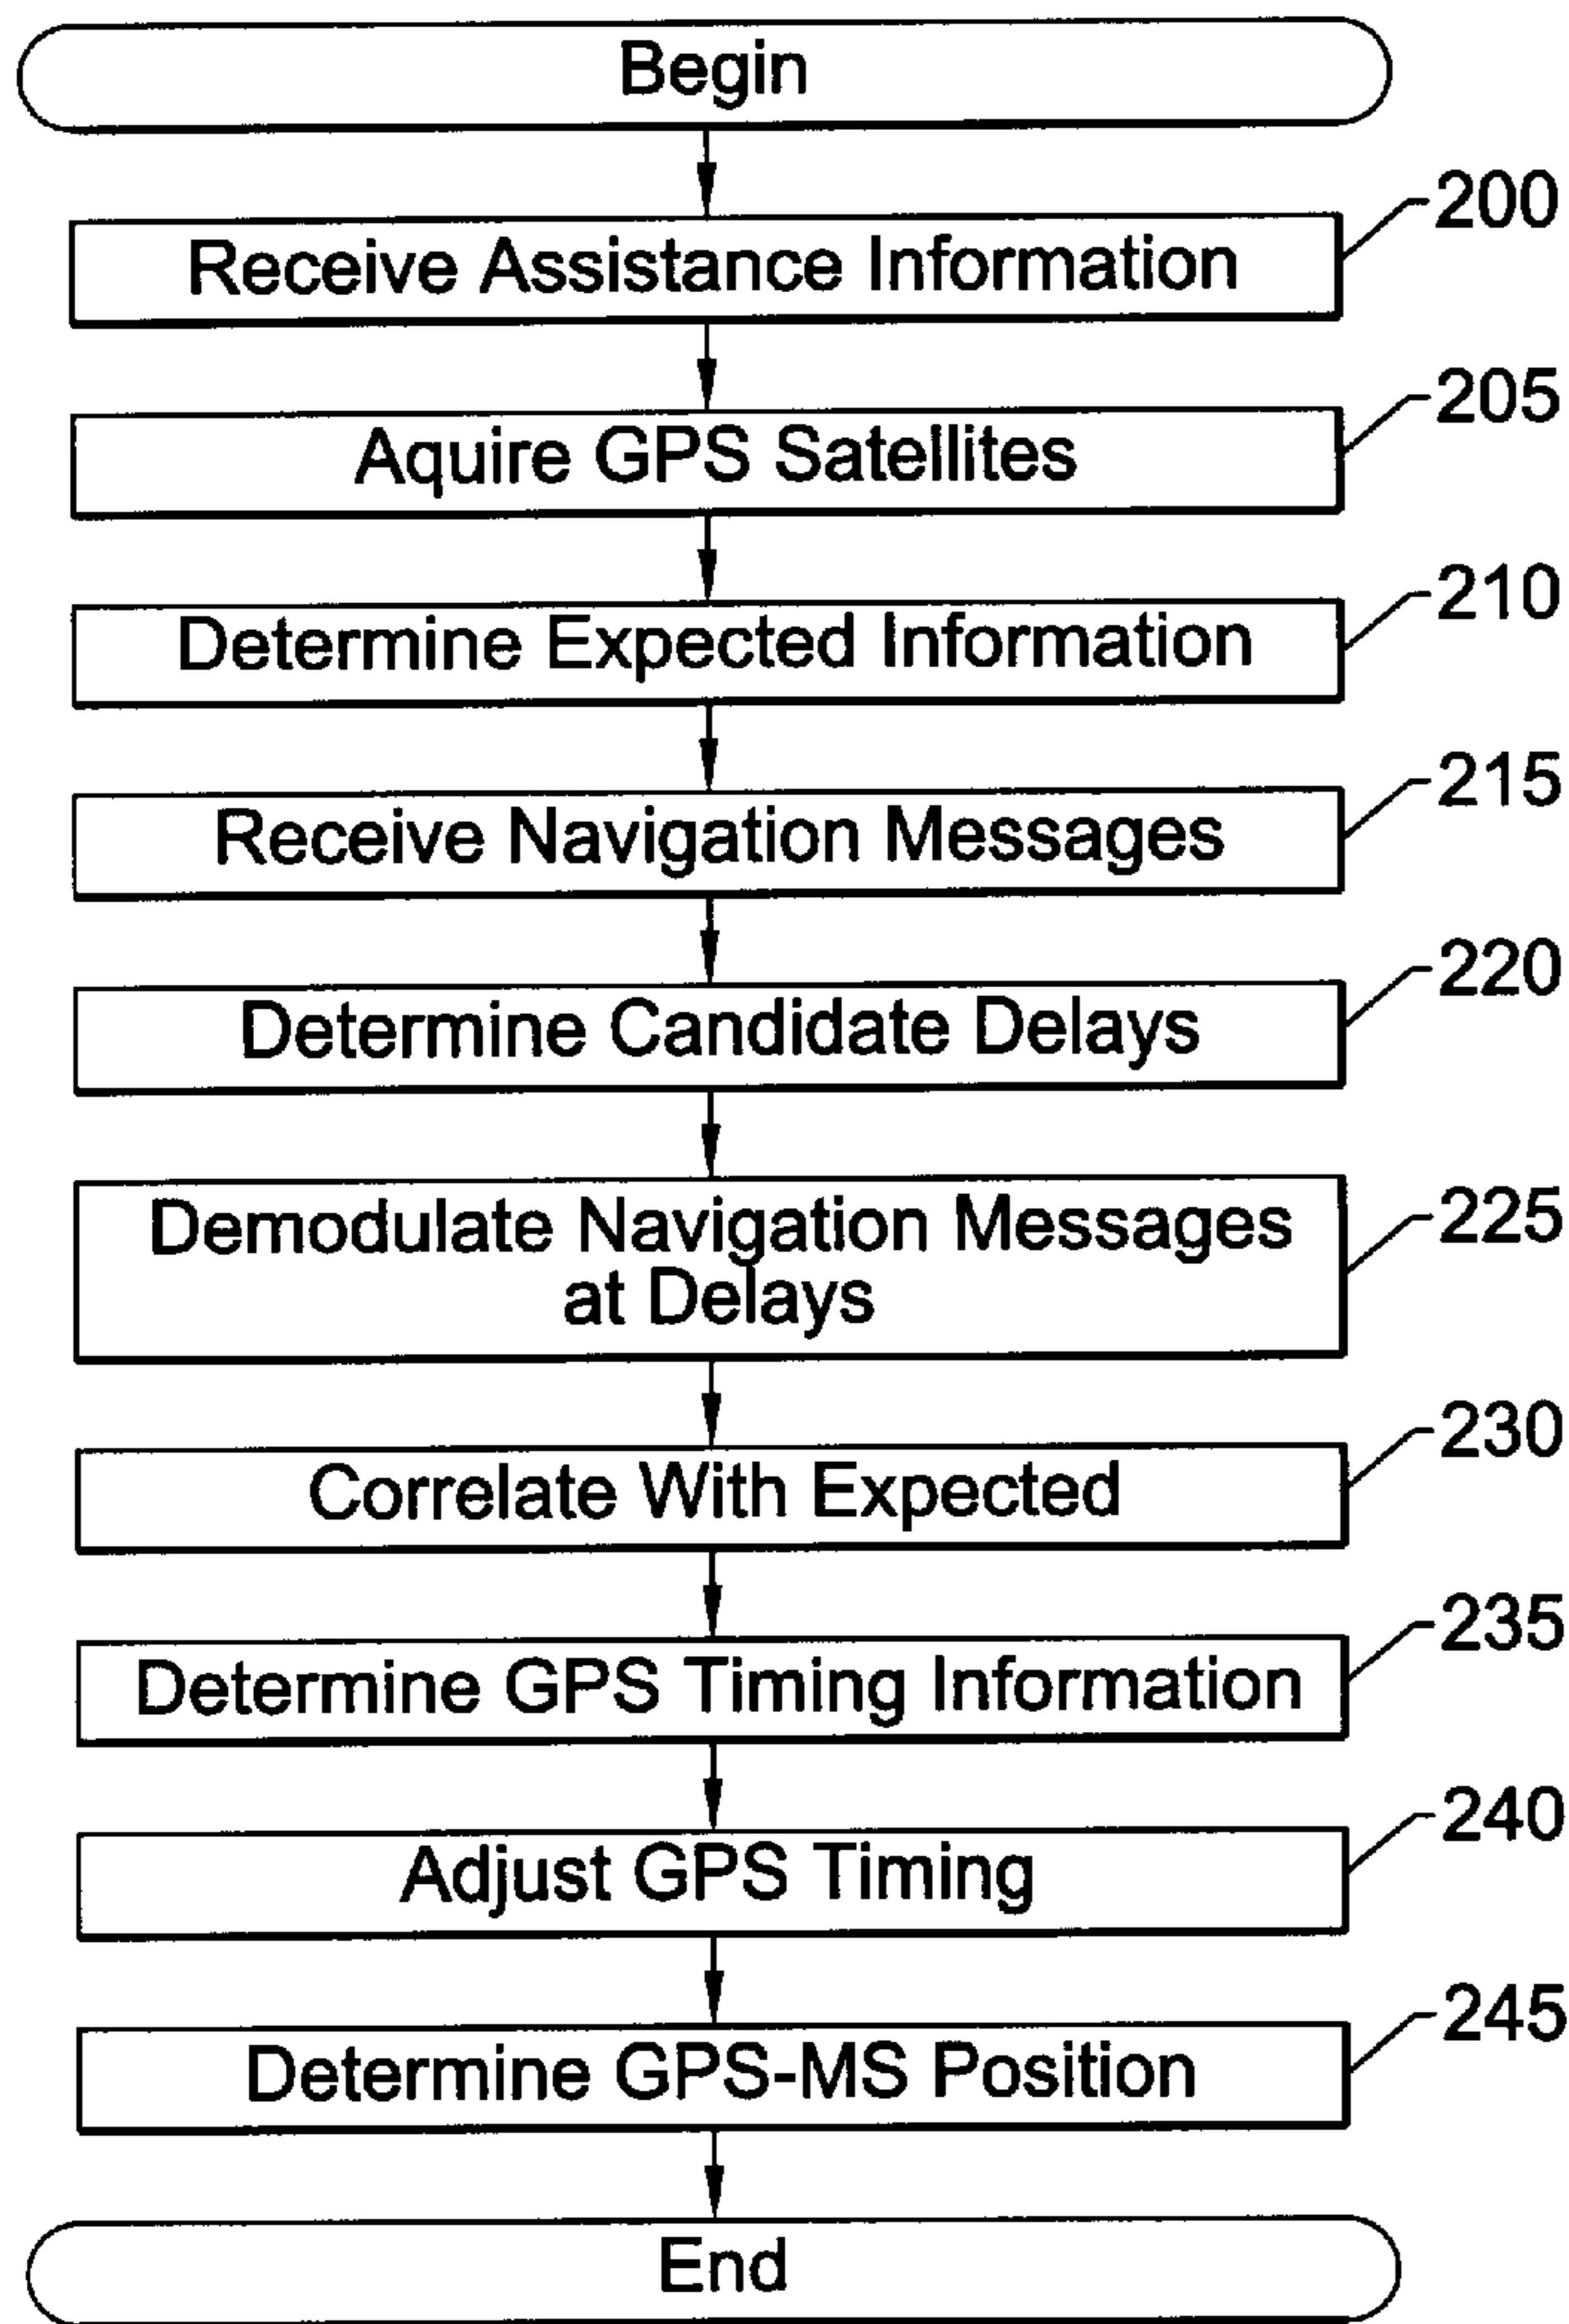 Begin
200
Receive Assistance Information
205
Aquire GPS Satellites
210
Determine Expected Information
215
Receive Navigation Messages
220
Determine Candidate Delays
225
Demodulate Navigation Messages
at Delays
230
Correlate With Expected
235
Determine GPS Timing Information
240
Adjust GPS Timing
245
Determine GPS-MS Position
End